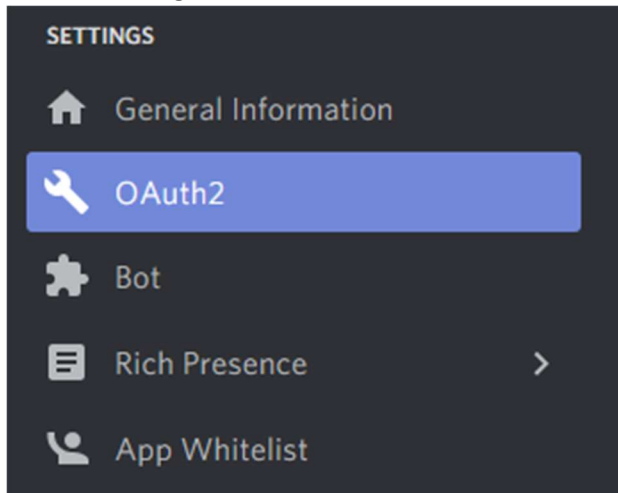 SETTINGS
General Information
OAuth2
Bot
Rich Presence
App Whitelist